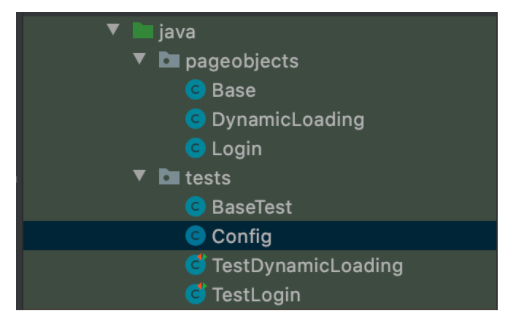 java
pageobjects
Base
DynamicLoading
Login
tests
BaseTest
Config
TestDynamicLoading
TestLogin